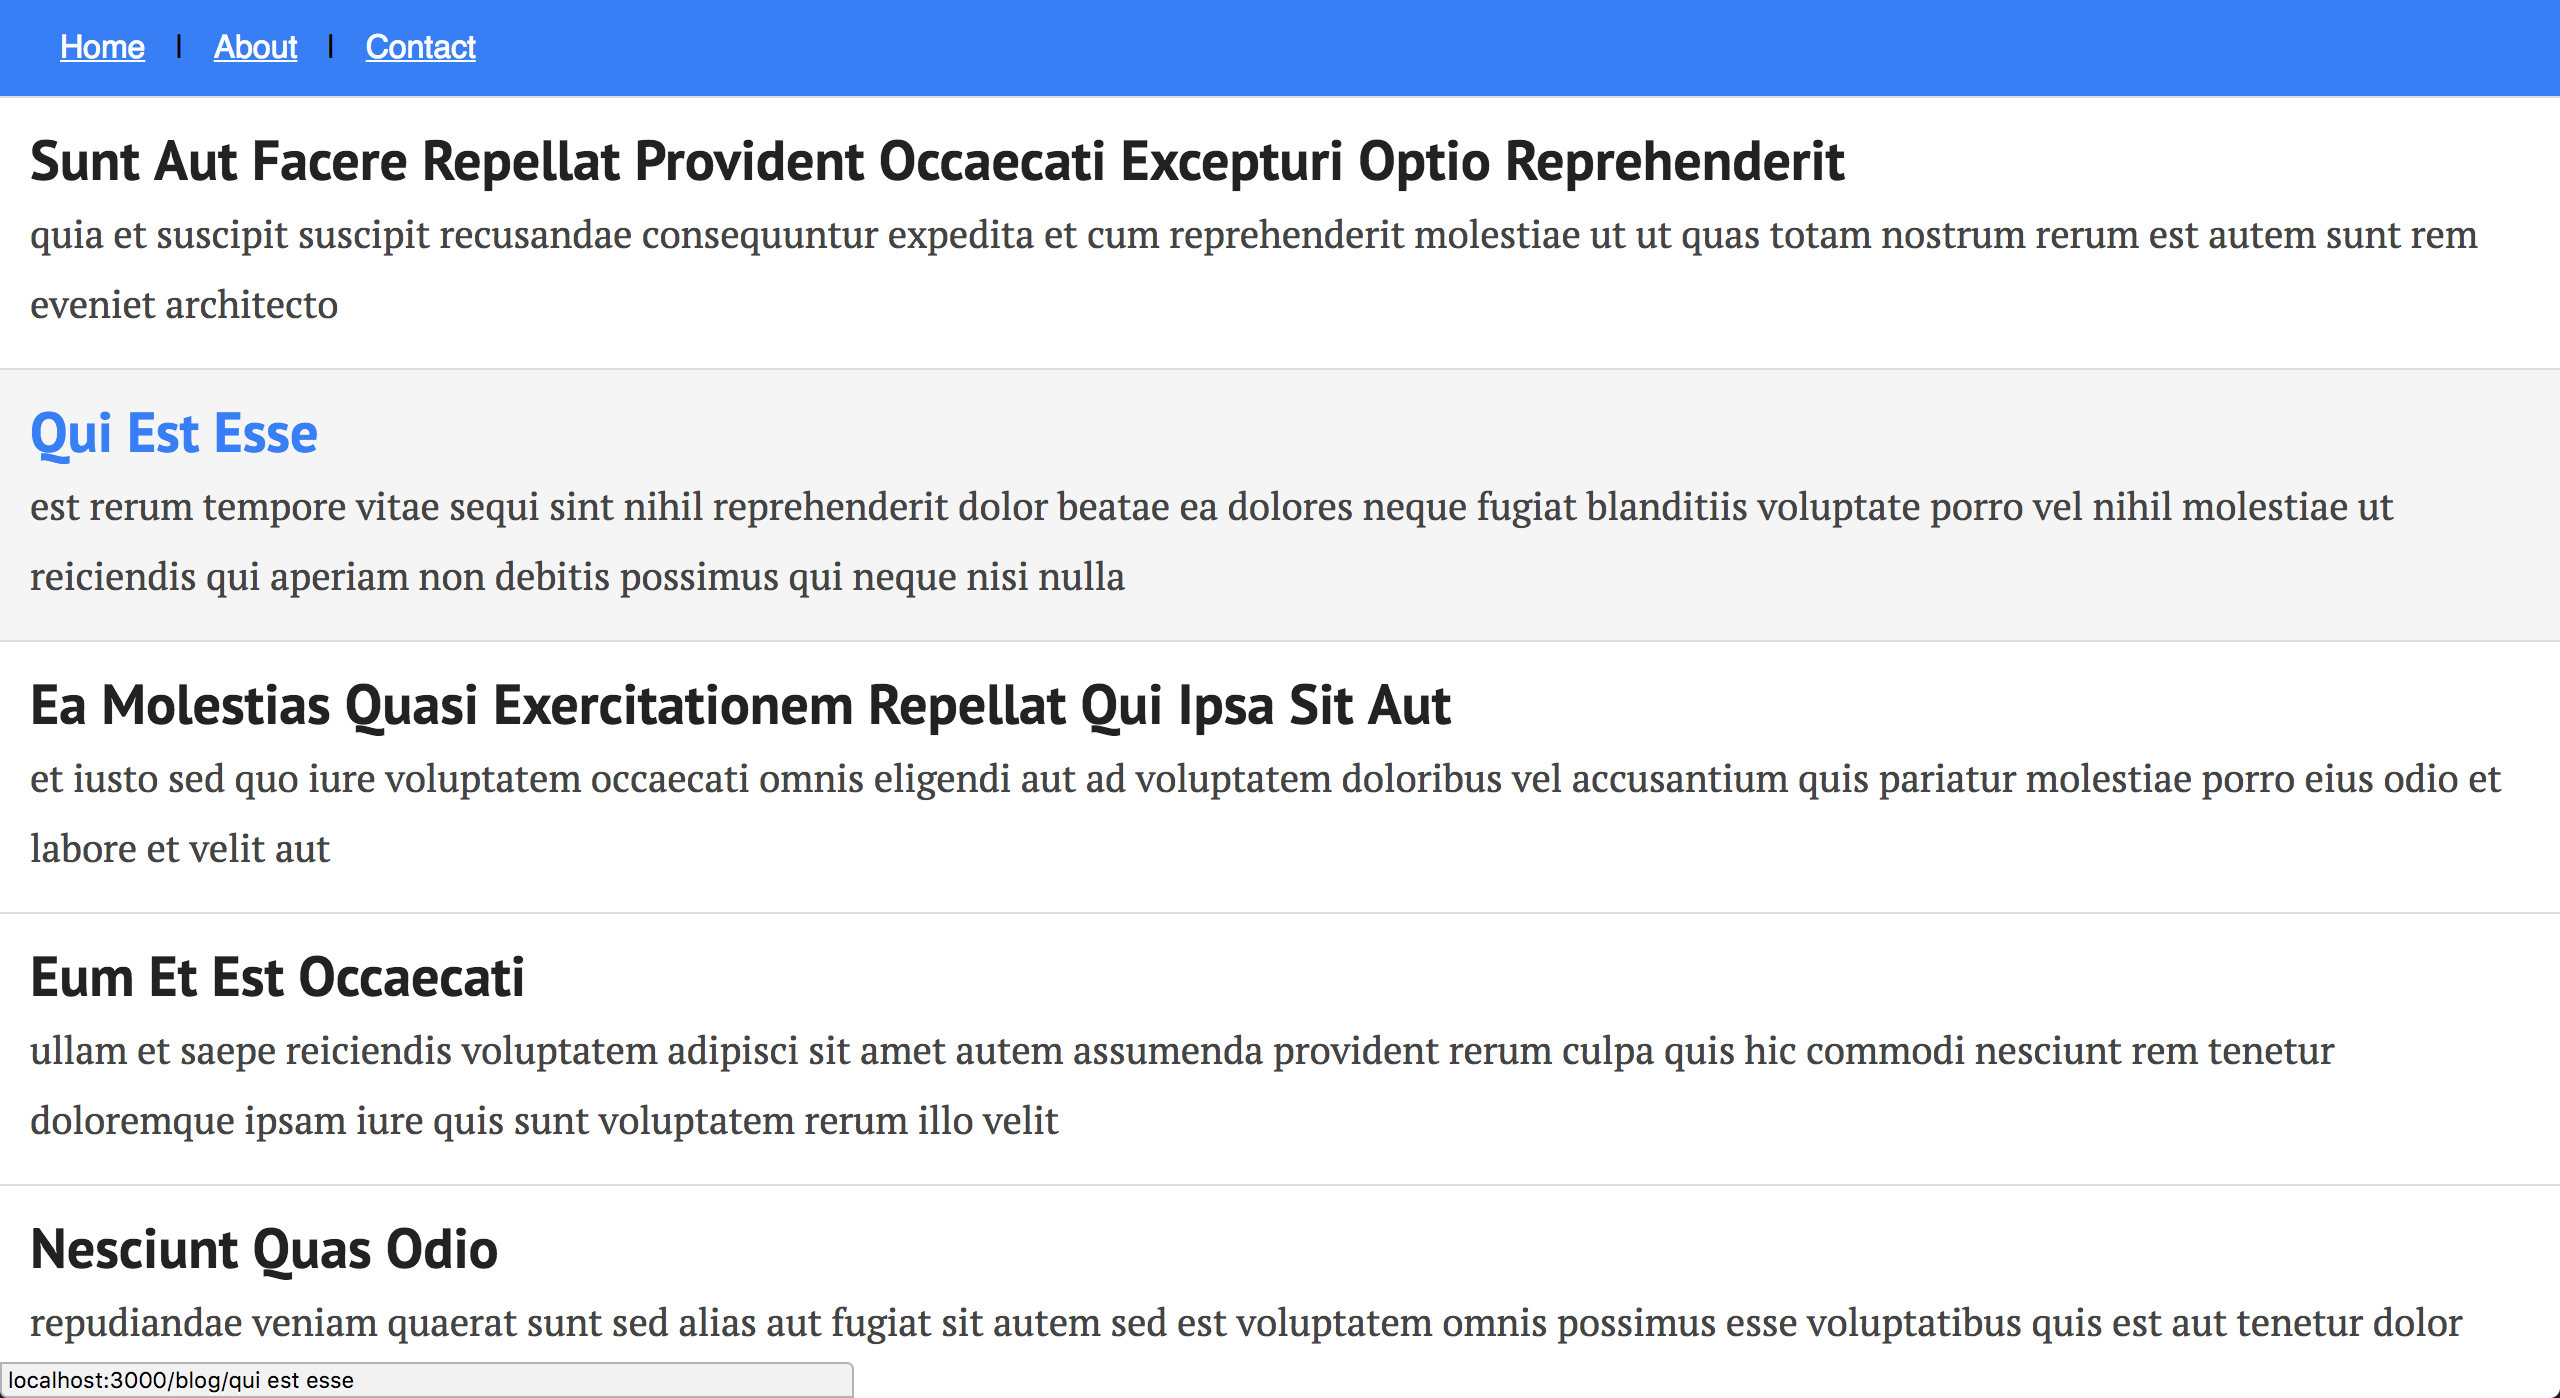 Home | About | Contact
Sunt Aut Facere Repellat Provident Occaecati Excepturi Optio Reprehenderit
quia et suscipit suscipit recusandae consequuntur expedita et cum reprehenderit molestiae ut ut quas totam nostrum rerum est autem sunt rem
eveniet architecto
Qui Est Esse
est rerum tempore vitae sequi sint nihil reprehenderit dolor beatae ea dolores neque fugiat blanditiis voluptate porro vel nihil molestiae ut
reiciendis qui aperiam non debitis possimus qui neque nisi nulla
Ea Molestias Quasi Exercitationem Repellat Qui Ipsa Sit Aut
et iusto sed quo iure voluptatem occaecati omnis eligendi aut ad voluptatem doloribus vel accusantium quis pariatur molestiae porro eius odio et
labore et velit aut
Eum Et Est Occaecati
ullam et saepe reiciendis voluptatem adipisci sit amet autem assumenda provident rerum culpa quis hic commodi nesciunt rem tenetur
doloremque ipsam iure quis sunt voluptatem rerum illo velit
Nesciunt Quas Odio
repudiandae veniam quaerat sunt sed alias aut fugiat sit autem sed est voluptatem omnis possimus esse voluptatibus quis est aut tenetur dolor
localhost:3000/blog/qui est esse